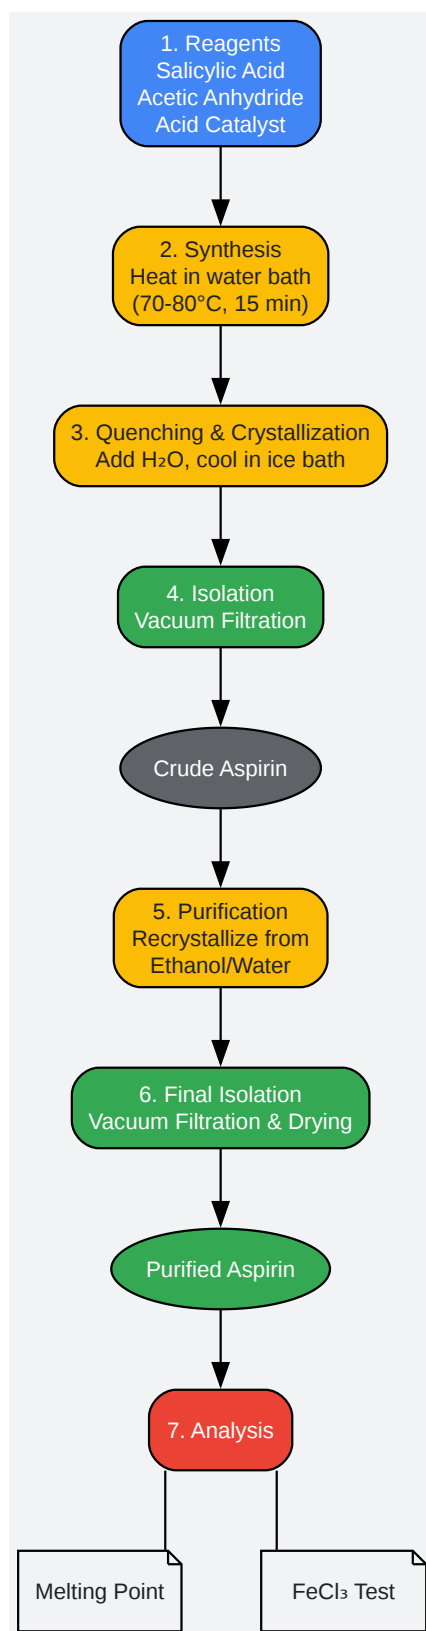 1. Reagents
Salicylic Acid
Acetic Anhydride
Acid Catalyst
2. Synthesis
Heat in water bath
(70-80°C, 15 min)
3. Quenching & Crystallization
Add H₂O, cool in ice bath
4. Isolation
Vacuum Filtration
Crude Aspirin
5. Purification
Recrystallize from
Ethanol/Water
6. Final Isolation
Vacuum Filtration & Drying
Purified Aspirin
7. Analysis
Melting Point
FeCl₃ Test